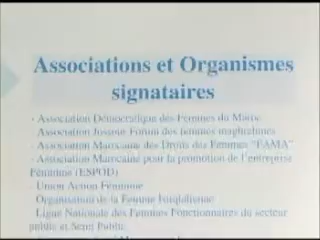 Associations et Organismes
signataires
- Association Démocratique des Femmes du Maroc
- Association Joussour Forum des femmes maghrébines
- Association Marocaine des Droits des Femmes "FAMA"
- Association Marocaine pour la promotion de l'entreprise
Féminine (ESPOD)
- Union Action Féminine
Organisation de la Femme Istiqlalienne
Ligue Nationale des Femmes Fonctionnaires du secteur
public et Semi Public